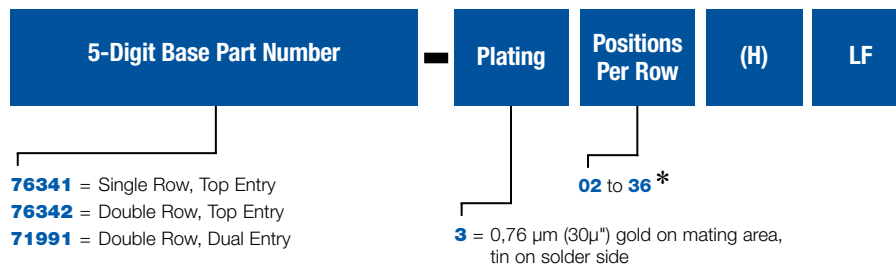 5-Digit Base Part Number - Plating Positions Per Row (H) LF
76341 = Single Row, Top Entry
76342 = Double Row, Top Entry
71991 = Double Row, Dual Entry
02 to 36 *
3 = 0,76 µm (30µ") gold on mating area,
tin on solder side